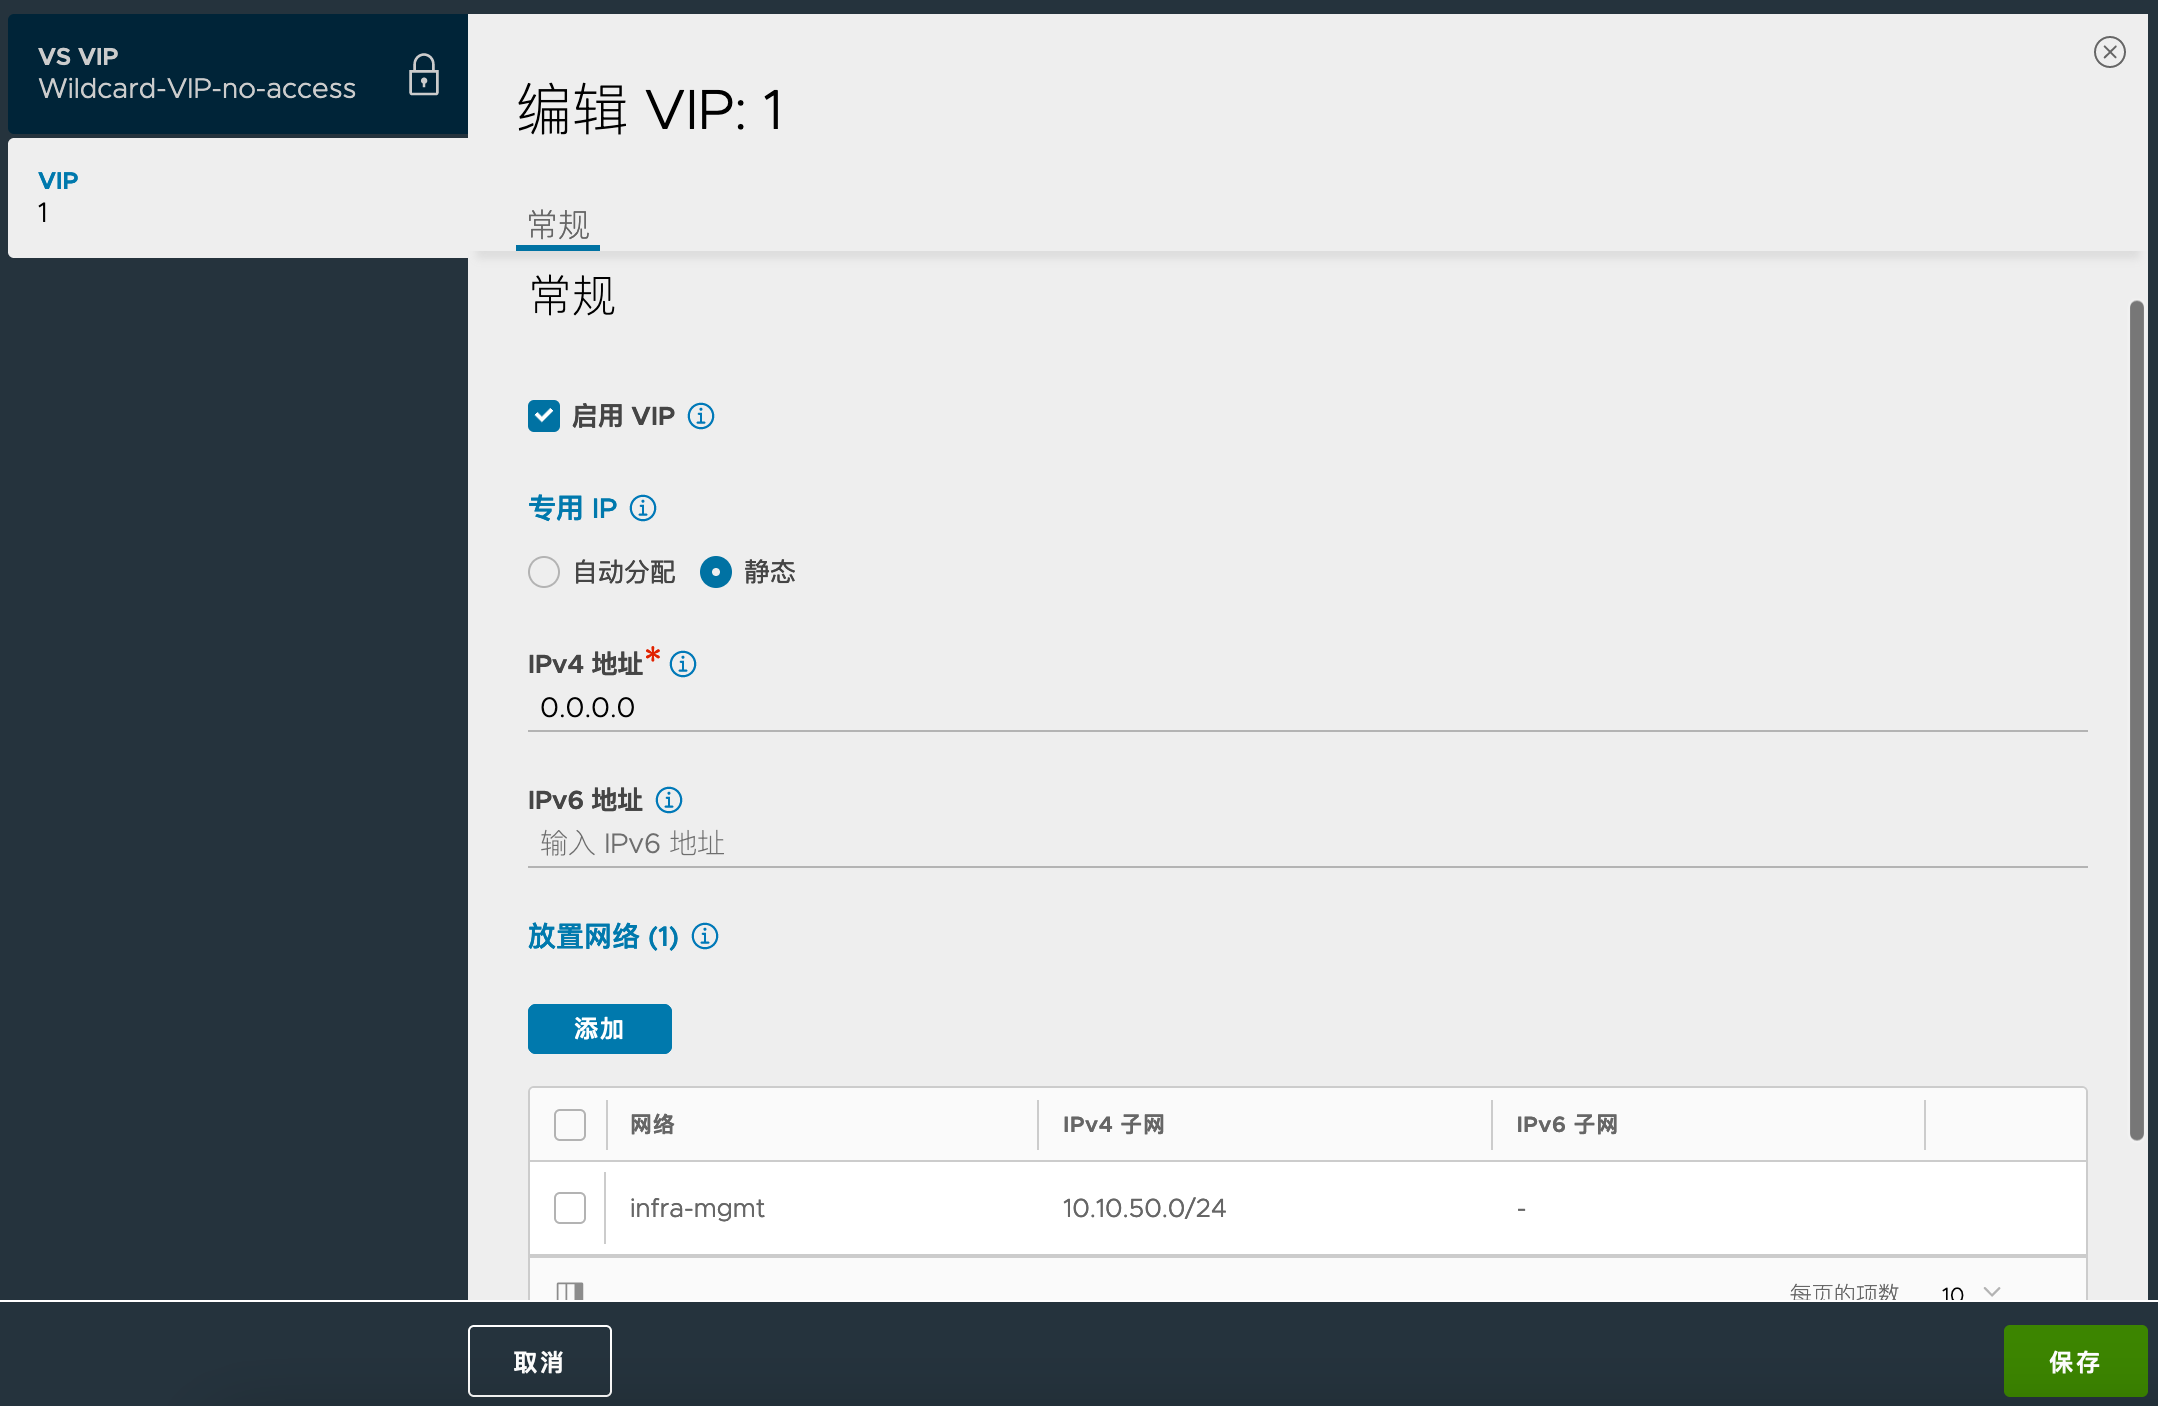 VS VIP
Wildcard-VIP-no-access
VIP
1
编辑 VIP: 1
常规
常规
启用 VIP
专用 IP
自动分配 静态
IPv4 地址*
0.0.0.0
IPv6 地址
输入 IPv6 地址
放置网络 (1)
添加
网络 IPv4 子网 IPv6 子网
infra-mgmt 10.10.50.0/24 -
每页的项数 10
取消 保存